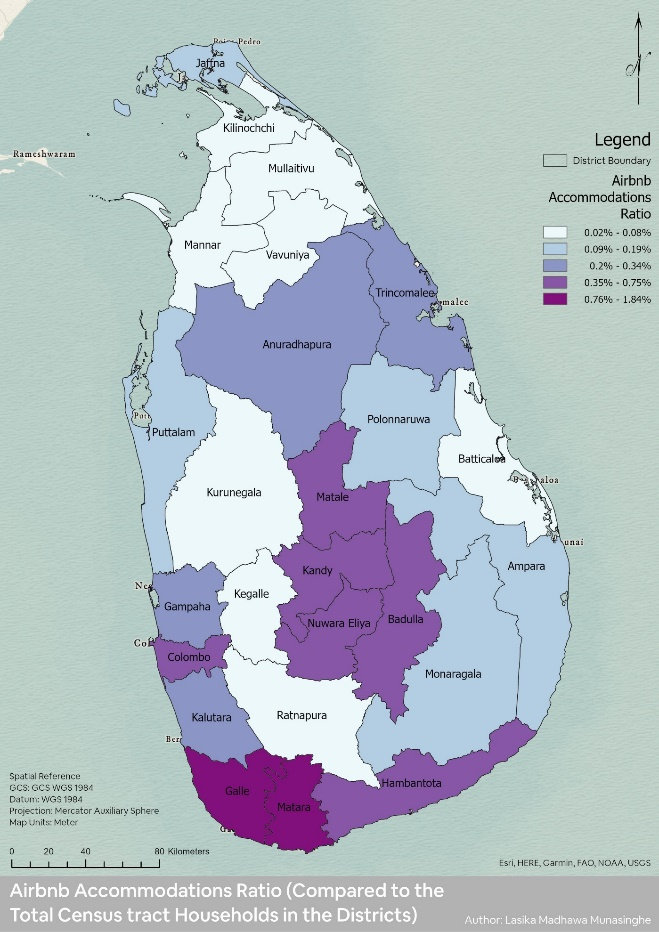 Point Pedro
Jaffna
Kilinochchi
Rameshwaram
Mullaitivu
Mannar
Vavuniya
Trincomalee
malee
Anuradhapura
Polonnaruwa
Puttalam
Batticaloa
aloa
Kurunegala
Matale
unai
Ampara
Kandy
Kegalle
Gampaha
Nuwara Eliya
Badulla
Colombo
Monaragala
Kalutara
Ratnapura
Ber
Hambantota
Galle
Matara
Legend
District Boundary
Airbnb
Accommodations
Ratio
0.02% - 0.08%
0.09% - 0.19%
0.2% - 0.34%
0.35% - 0.75%
0.76% - 1.84%
Spatial Reference
GCS: GCS WGS 1984
Datum: WGS 1984
Projection: Mercator Auxiliary Sphere
Map Units: Meter
0 20 40 80 Kilometers
Esri, HERE, Garmin, FAO, NOAA, USGS
Airbnb Accommodations Ratio (Compared to the
Total Census tract Households in the Districts)
Author: Lasika Madhawa Munasinghe